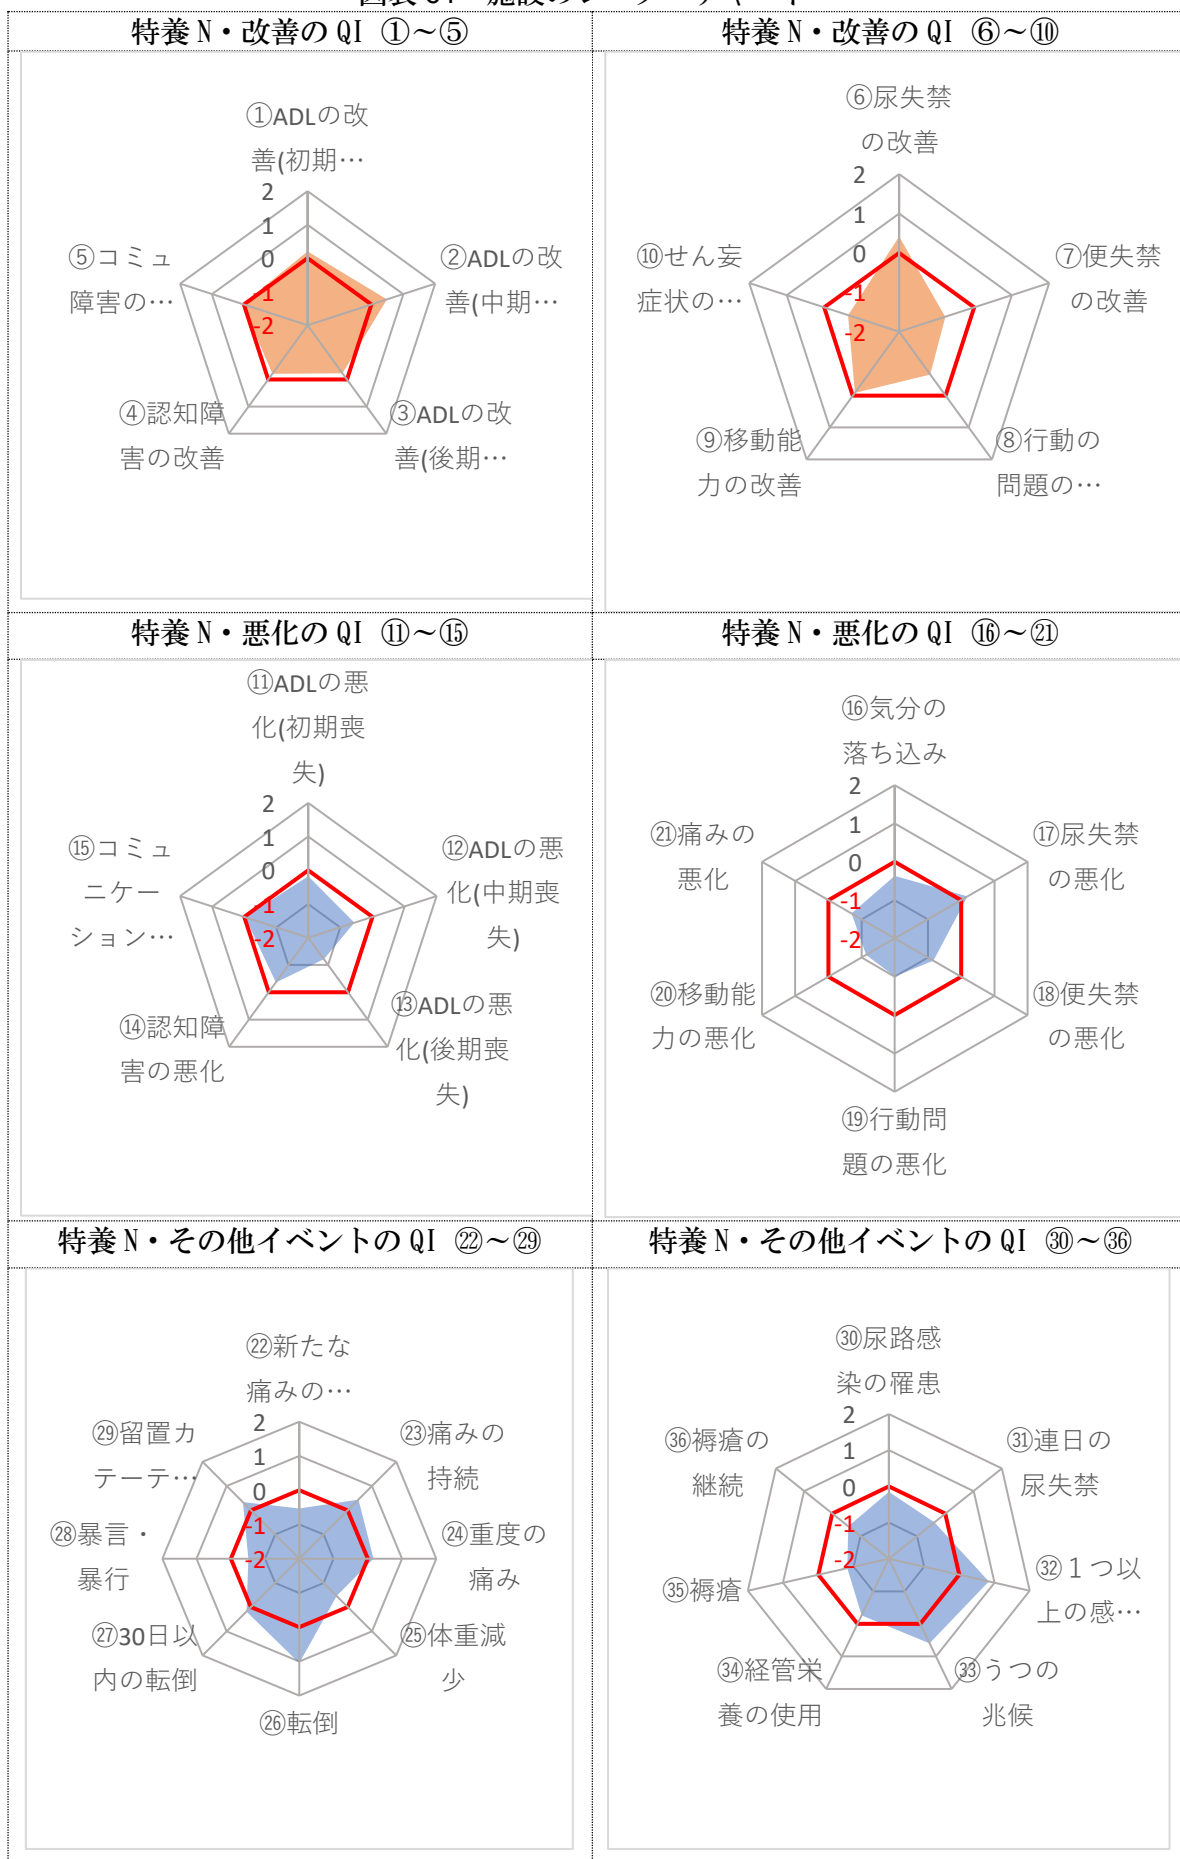 特養 N・改善の QI ①～⑤
特養 N・改善の QI ⑥～⑩
①ADLの改
善(初期…
2
1
0
-1
-2
②ADLの改
善(中期…
③ADLの改
善(後期…
④認知障
害の改善
⑤コミュ
障害の…
⑥尿失禁
の改善
2
1
0
-1
-2
⑦便失禁
の改善
⑧行動の
問題の…
⑨移動能
力の改善
⑩せん妄
症状の…
特養 N・悪化の QI ⑪～⑮
特養 N・悪化の QI ⑯～㉑
⑪ADLの悪
化(初期喪
失)
2
1
0
-1
-2
⑫ADLの悪
化(中期喪
失)
⑬ADLの悪
化(後期喪
失)
⑭認知障
害の悪化
⑮コミュ
ニケー
ション…
⑯気分の
落ち込み
2
1
0
-1
-2
⑰尿失禁
の悪化
⑱便失禁
の悪化
⑲行動問
題の悪化
⑳移動能
力の悪化
㉑痛みの
悪化
特養 N・その他イベントの QI ㉒～㉙
特養 N・その他イベントの QI ㉚～㊱
㉒新たな
痛みの…
2
1
0
-1
-2
㉓痛みの
持続
㉔重度の
痛み
㉕体重減
少
㉖転倒
㉗30日以
内の転倒
㉘暴言・
暴行
㉙留置カ
テーテ…
㉚尿路感
染の罹患
2
1
0
-1
-2
㉛連日の
尿失禁
㉜１つ以
上の感…
㉝うつの
兆候
㉞経管栄
養の使用
㉟褥瘡
㊱褥瘡の
継続